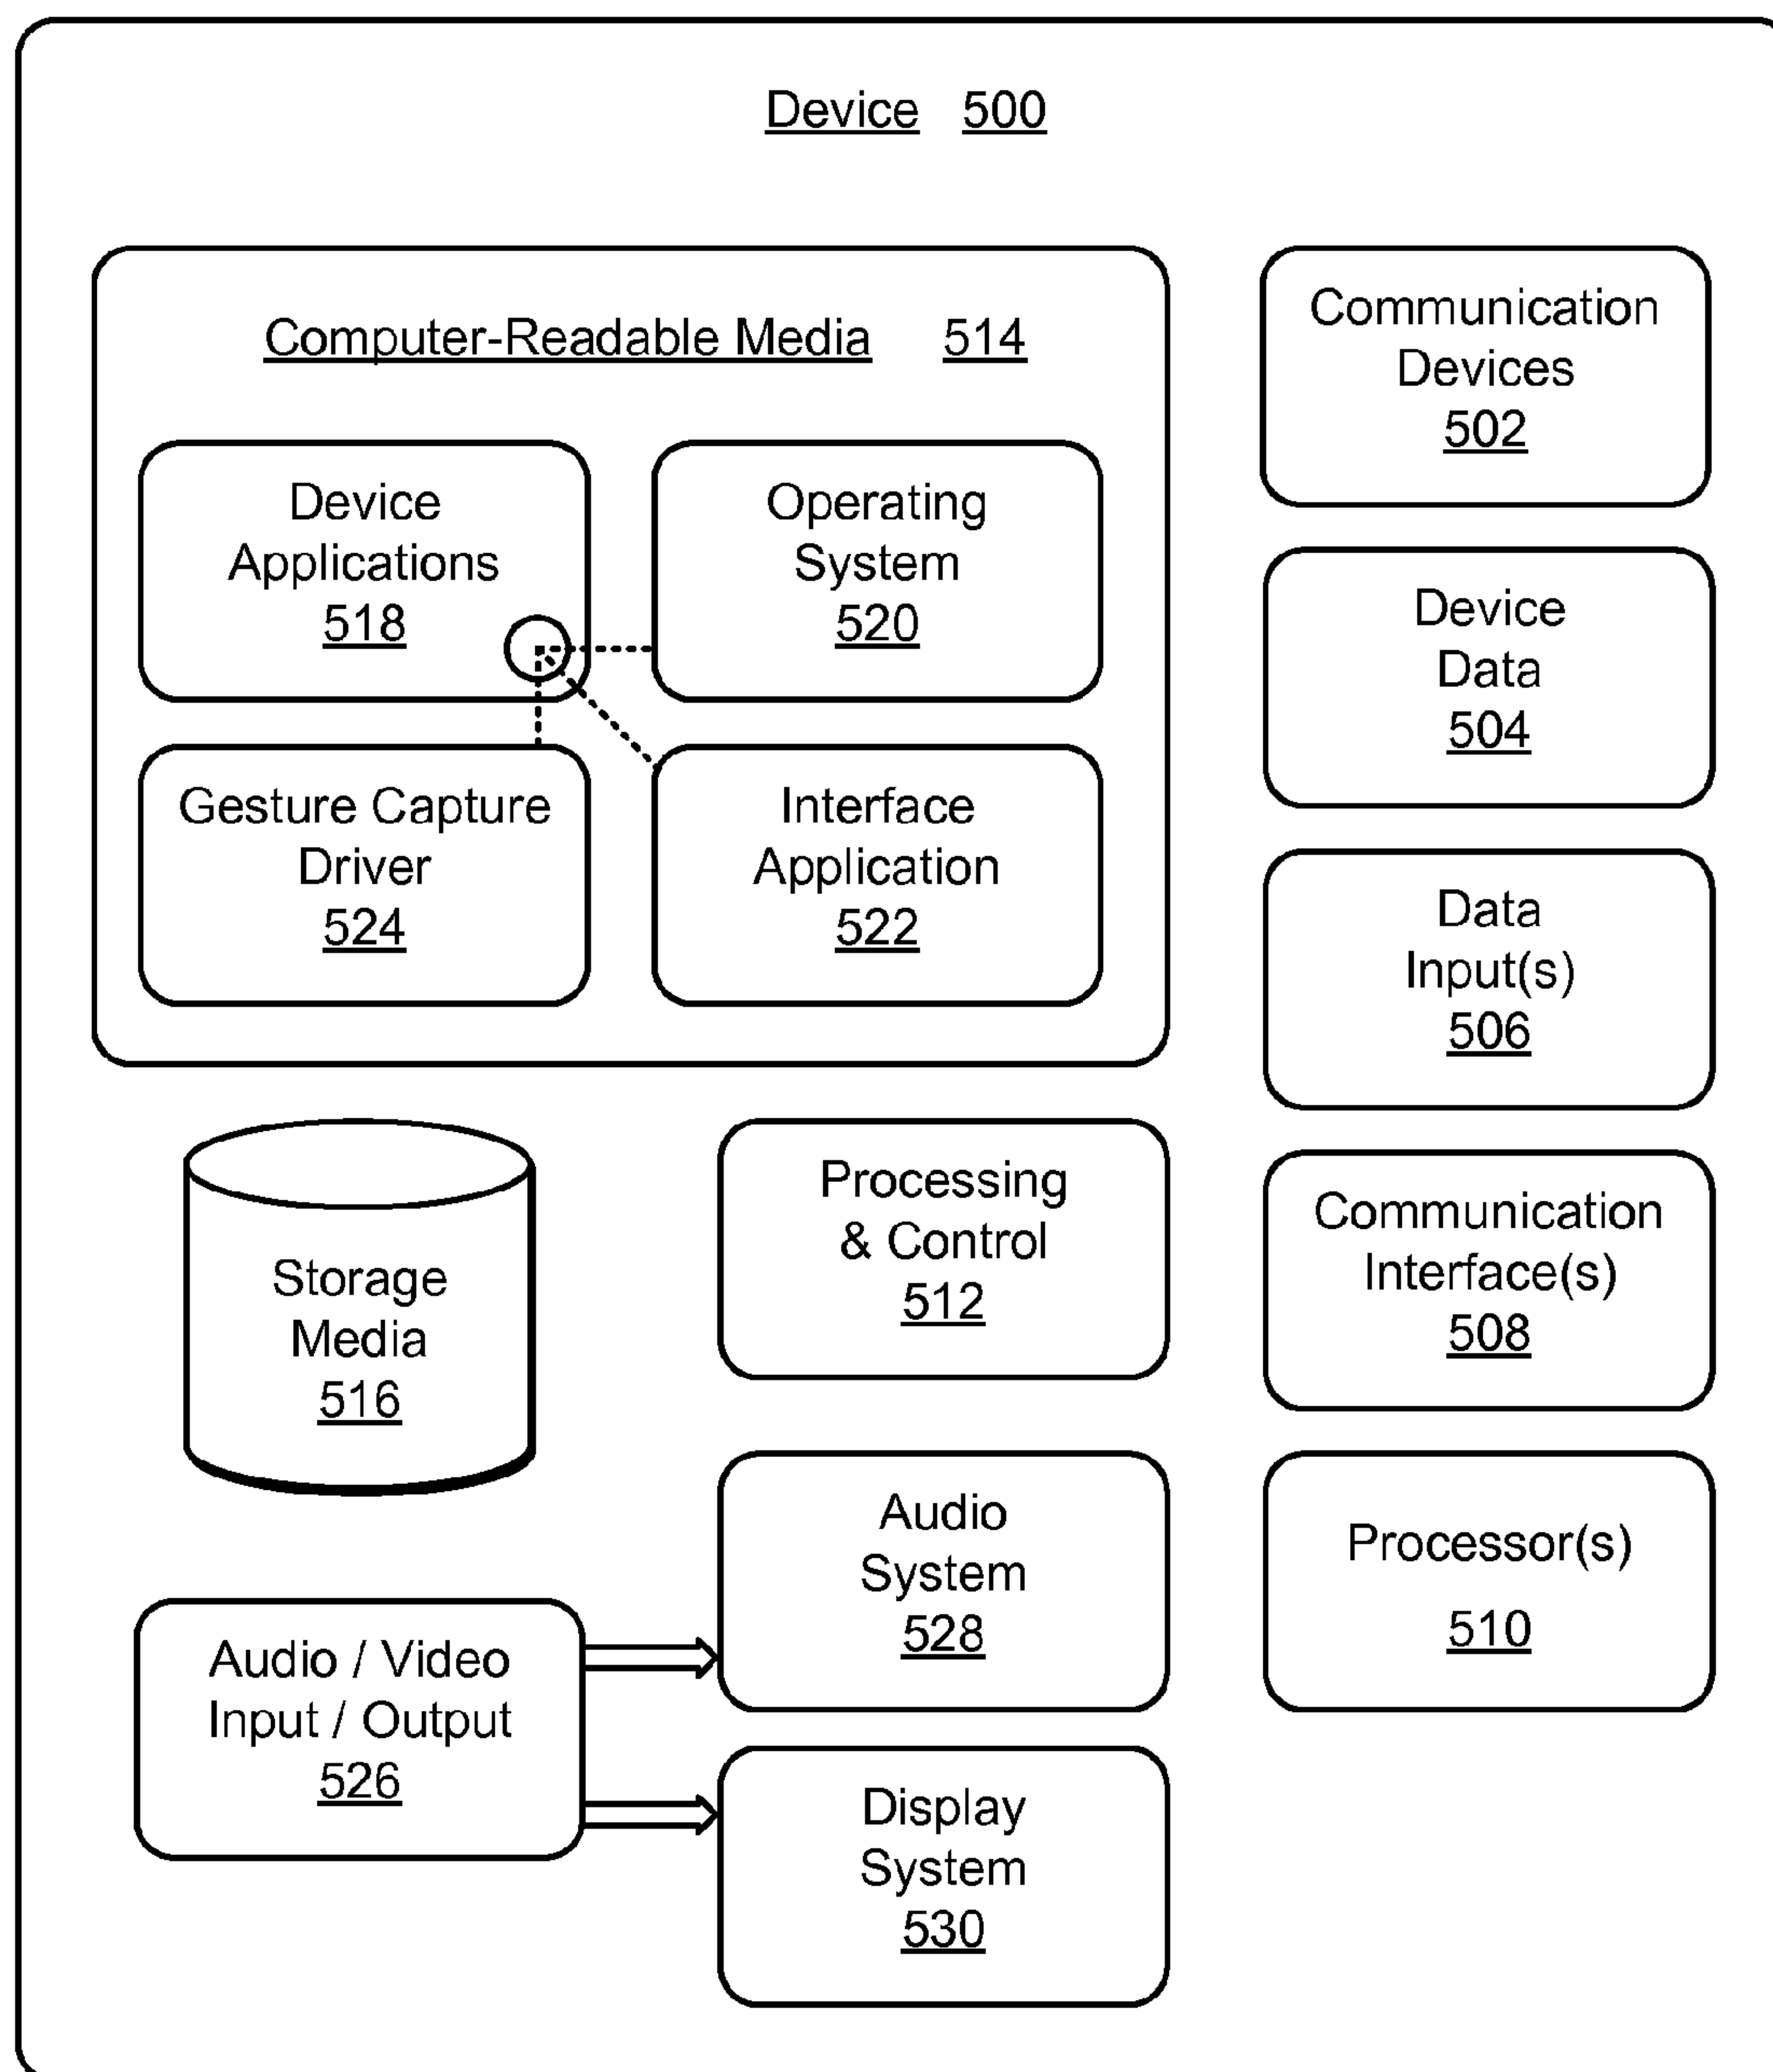 Device 500
Computer-Readable Media 514
Device
Applications
518
Operating
System
520
Gesture Capture
Driver
524
Interface
Application
522
Storage
Media
516
Processing
& Control
512
Audio / Video
Input / Output
526
Audio
System
528
Display
System
530
Communication
Devices
502
Device
Data
504
Data
Input(s)
506
Communication
Interface(s)
508
Processor(s)
510